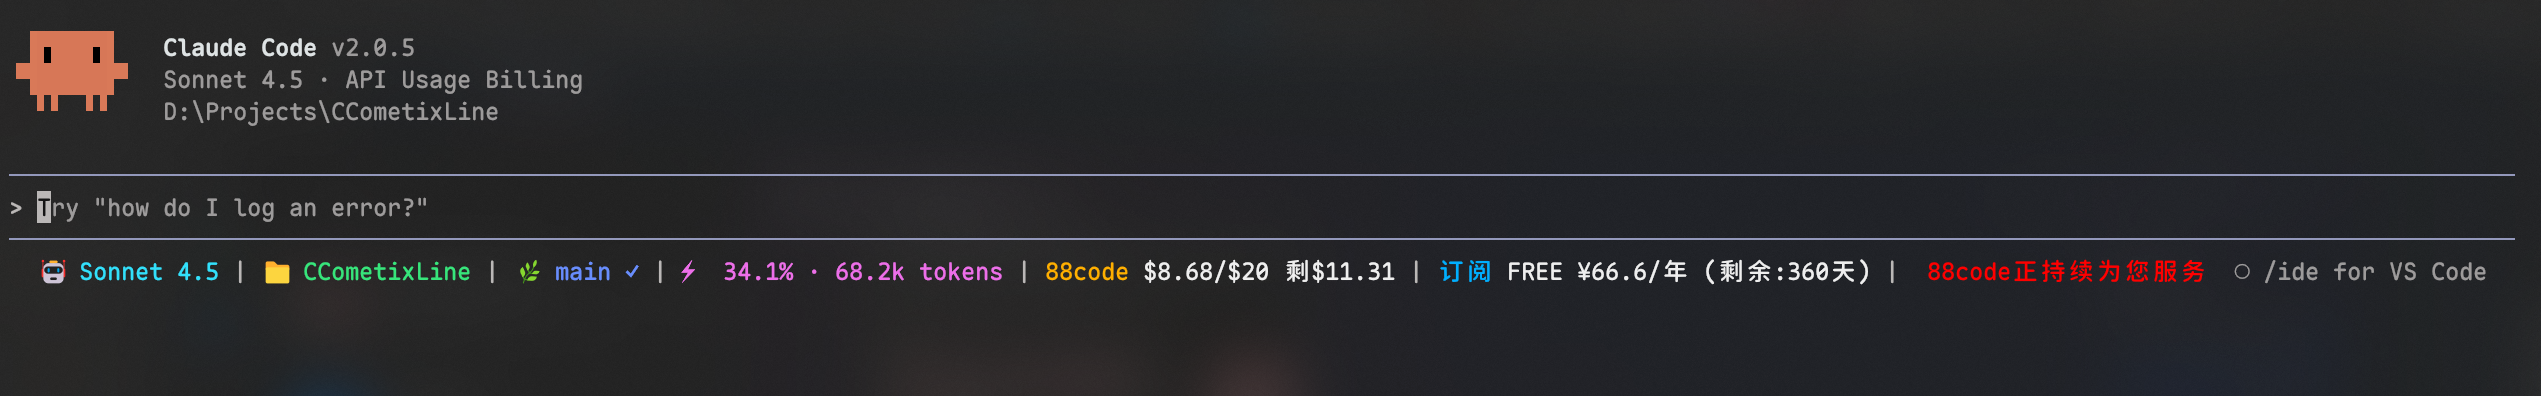 Claude Code v2.0.5
Sonnet 4.5 · API Usage Billing
D:\Projects\CCometixLine
> Try "how do I log an error?"
Sonnet 4.5 | CCometixLine | main ✓ | 34.1% · 68.2k tokens | 88code $8.68/$20 剩$11.31 | 订阅 FREE ¥66.6/年 (剩余:360天) | 88code正持续为您服务 ○ /ide for VS Code